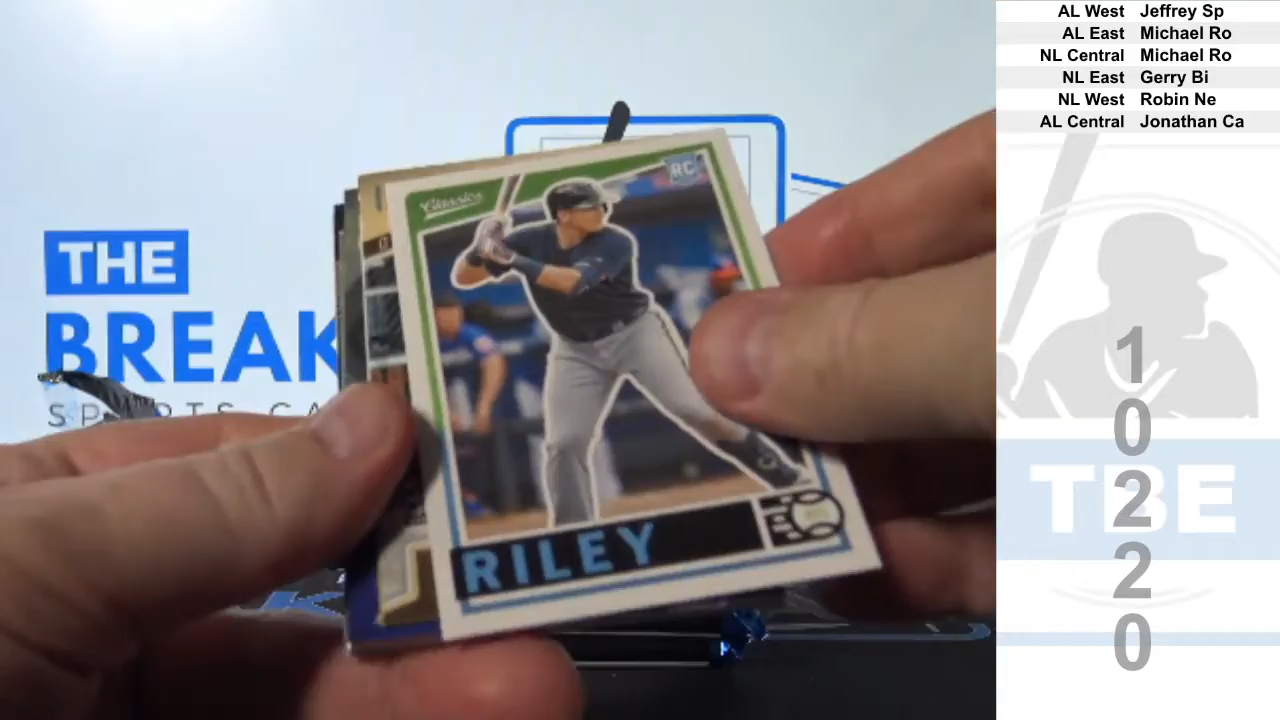 AL West Jeffrey Sp
AL East Michael Ro
NL Central Michael Ro
NL East Gerry Bi
NL West Robin Ne
AL Central Jonathan Ca
THE
BREAK
SPORTS CA
Classics
RC
RILEY
TBE
1
0
2
2
0